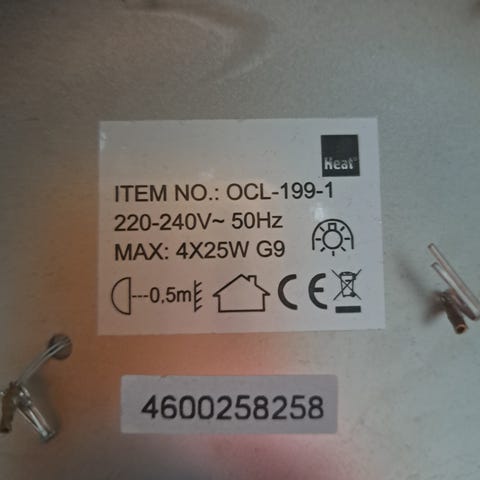 Heat®
ITEM NO.: OCL-199-1
220-240V~ 50Hz
MAX: 4X25W G9
---0,5m
CE
4600258258